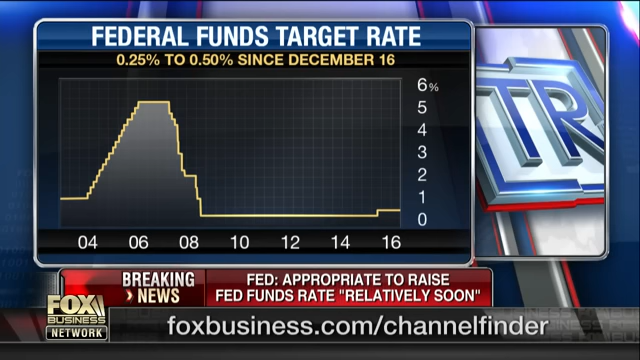 FEDERAL FUNDS TARGET RATE
0.25% TO 0.50% SINCE DECEMBER 16
6%
5
4
3
2
1
0
04 06 08 10 12 14 16
TR
BREAKING
› NEWS
FED: APPROPRIATE TO RAISE
FED FUNDS RATE "RELATIVELY SOON"
FOX
BUSINESS
NETWORK
foxbusiness.com/channelfinder